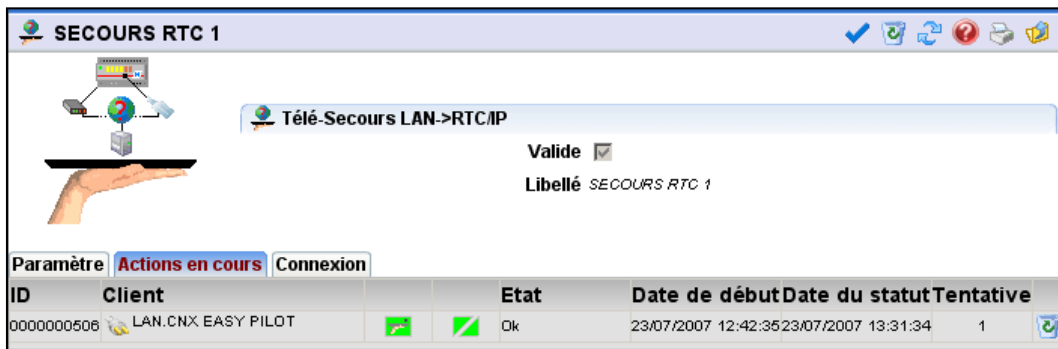 SECOURS RTC 1
Télé-Secours LAN->RTC/IP
Valide
Libellé SECOURS RTC 1
Paramètre Actions en cours Connexion
ID Client Etat Date de début Date du statut Tentative
0000000506 LAN.CNX EASY PILOT Ok 23/07/2007 12:42:35 23/07/2007 13:31:34 1